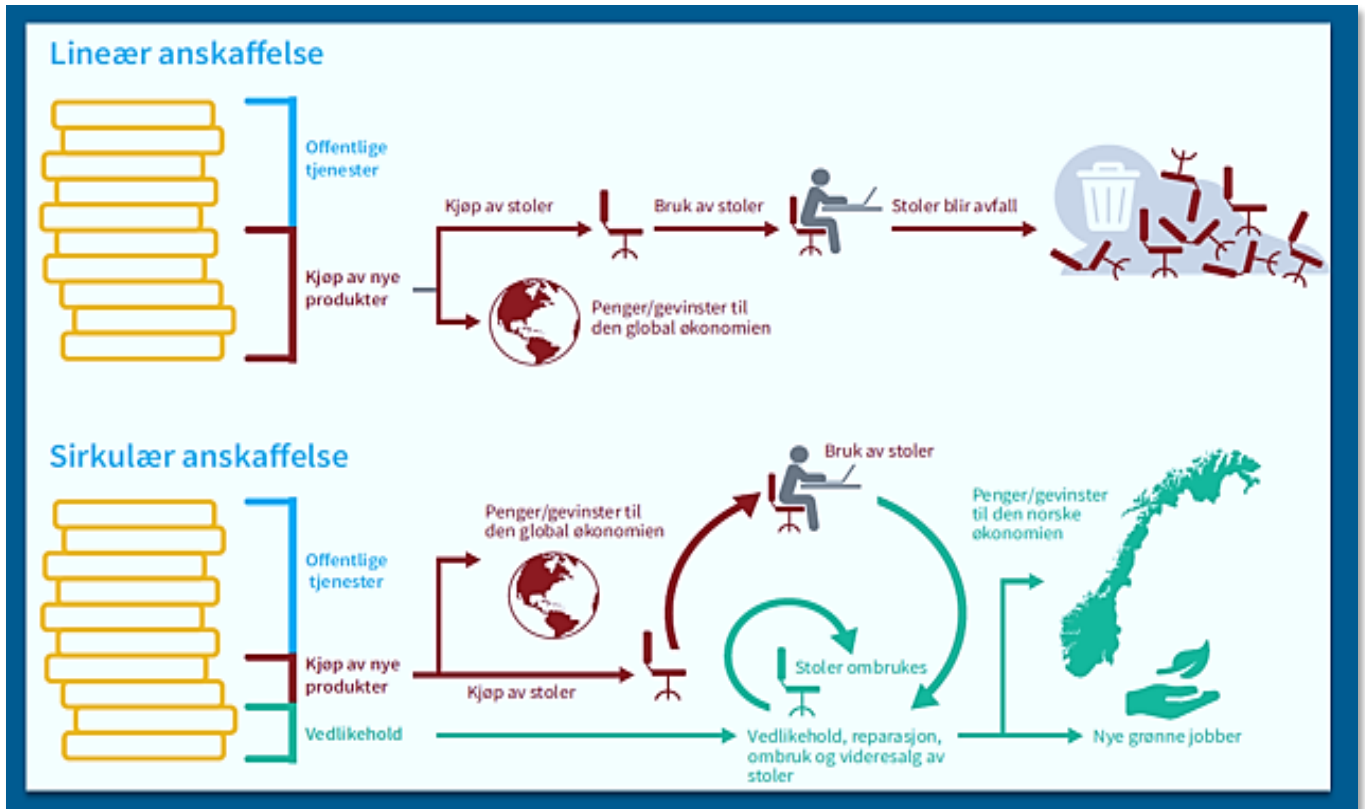 Lineær anskaffelse
Offentlige
tjenester
Kjøp av nye
produkter
Kjøp av stoler
Bruk av stoler
Stoler blir avfall
Penger/gevinster til
den global økonomien
Sirkulær anskaffelse
Offentlige
tjenester
Kjøp av nye
produkter
Vedlikehold
Penger/gevinster til
den global økonomien
Kjøp av stoler
Bruk av stoler
Stoler ombrukes
Vedlikehold, reparasjon,
ombruk og videresalg av
stoler
Penger/gevinster
til den norske
økonomien
Nye grønne jobber